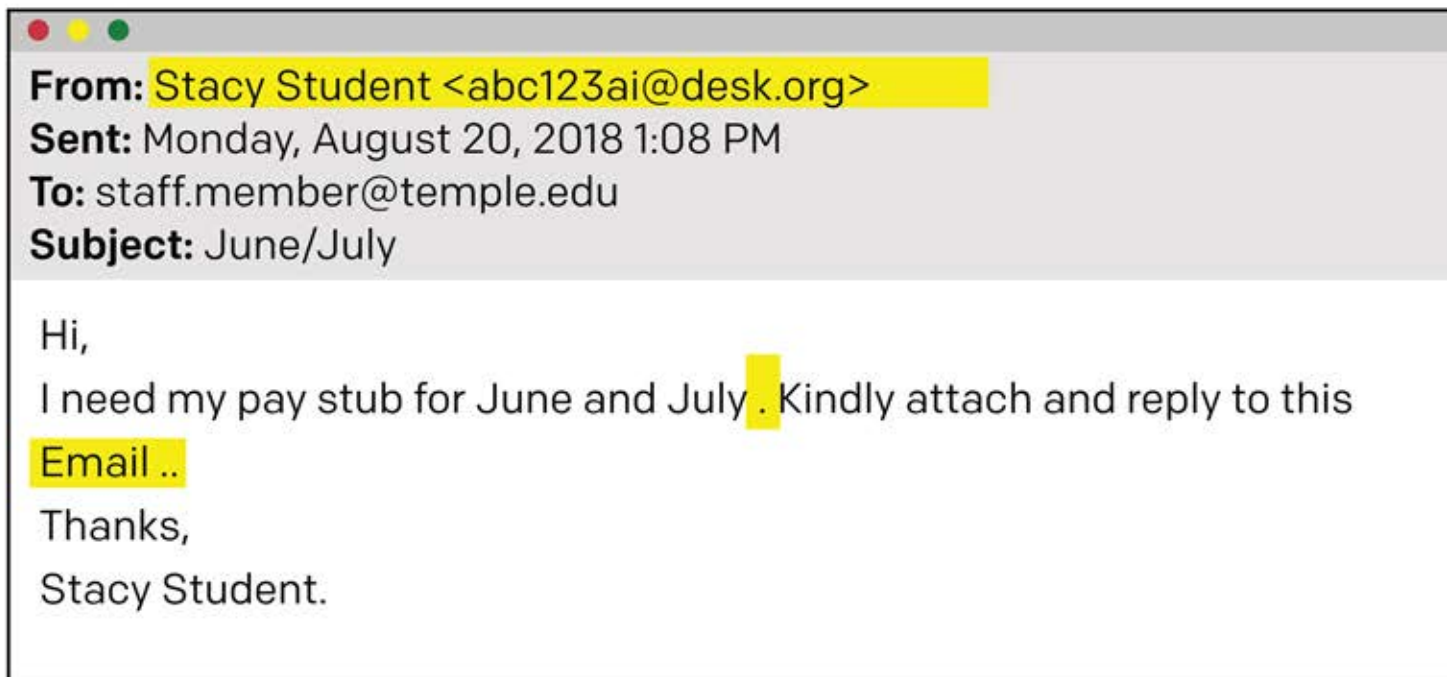 From: Stacy Student <abc123ai@desk.org>
Sent: Monday, August 20, 2018 1:08 PM
To: staff.member@temple.edu
Subject: June/July
Hi,
I need my pay stub for June and July . Kindly attach and reply to this
Email ..
Thanks,
Stacy Student.